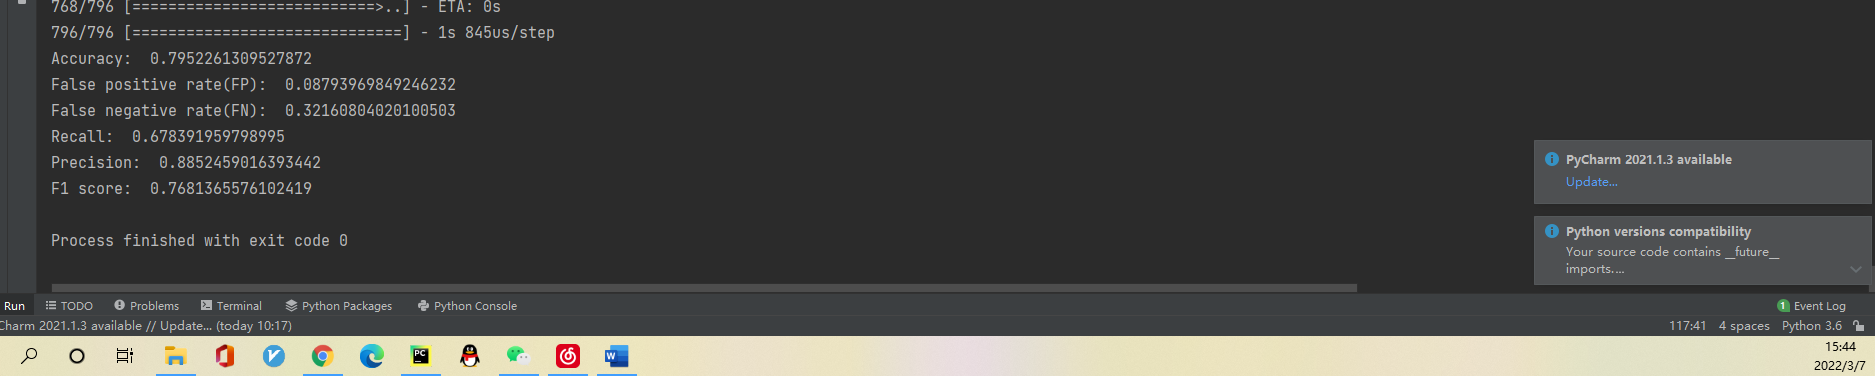 768/796 [===========================>..] - ETA: 0s
796/796 [==============================] - 1s 845us/step
Accuracy:  0.7952261309527872
False positive rate(FP):  0.08793969849246232
False negative rate(FN):  0.32160804020100503
Recall:  0.678391959798995
Precision:  0.8852459016393442
F1 score:  0.7681365576102419
Process finished with exit code 0
PyCharm 2021.1.3 available
Update...
Python versions compatibility
Your source code contains __future__
imports....
Run TODO Problems Terminal Python Packages Python Console 1 Event Log
Charm 2021.1.3 available // Update... (today 10:17) 117:41 4 spaces Python 3.6
PC W
15:44
2022/3/7